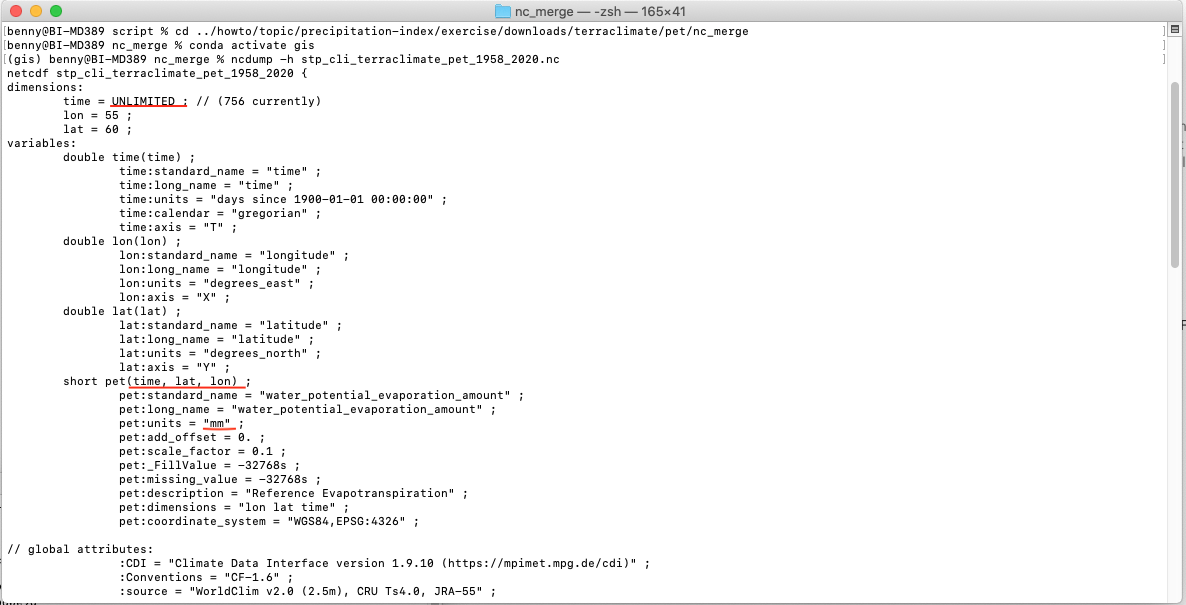 nc_merge — -zsh — 165×41
[benny@BI-MD389 script % cd ../howto/topic/precipitation-index/exercise/downloads/terraclimate/pet/nc_merge ]
[benny@BI-MD389 nc_merge % conda activate gis ]
[(gis) benny@BI-MD389 nc_merge % ncdump -h stp_cli_terraclimate_pet_1958_2020.nc ]
netcdf stp_cli_terraclimate_pet_1958_2020 {
dimensions:
time = UNLIMITED ; // (756 currently)
lon = 55 ;
lat = 60 ;
variables:
double time(time) ;
time:standard_name = "time" ;
time:long_name = "time" ;
time:units = "days since 1900-01-01 00:00:00" ;
time:calendar = "gregorian" ;
time:axis = "T" ;
double lon(lon) ;
lon:standard_name = "longitude" ;
lon:long_name = "longitude" ;
lon:units = "degrees_east" ;
lon:axis = "X" ;
double lat(lat) ;
lat:standard_name = "latitude" ;
lat:long_name = "latitude" ;
lat:units = "degrees_north" ;
lat:axis = "Y" ;
short pet(time, lat, lon) ;
pet:standard_name = "water_potential_evaporation_amount" ;
pet:long_name = "water_potential_evaporation_amount" ;
pet:units = "mm" ;
pet:add_offset = 0. ;
pet:scale_factor = 0.1 ;
pet:_FillValue = -32768s ;
pet:missing_value = -32768s ;
pet:description = "Reference Evapotranspiration" ;
pet:dimensions = "lon lat time" ;
pet:coordinate_system = "WGS84,EPSG:4326" ;
// global attributes:
:CDI = "Climate Data Interface version 1.9.10 (https://mpimet.mpg.de/cdi)" ;
:Conventions = "CF-1.6" ;
:source = "WorldClim v2.0 (2.5m), CRU Ts4.0, JRA-55" ;